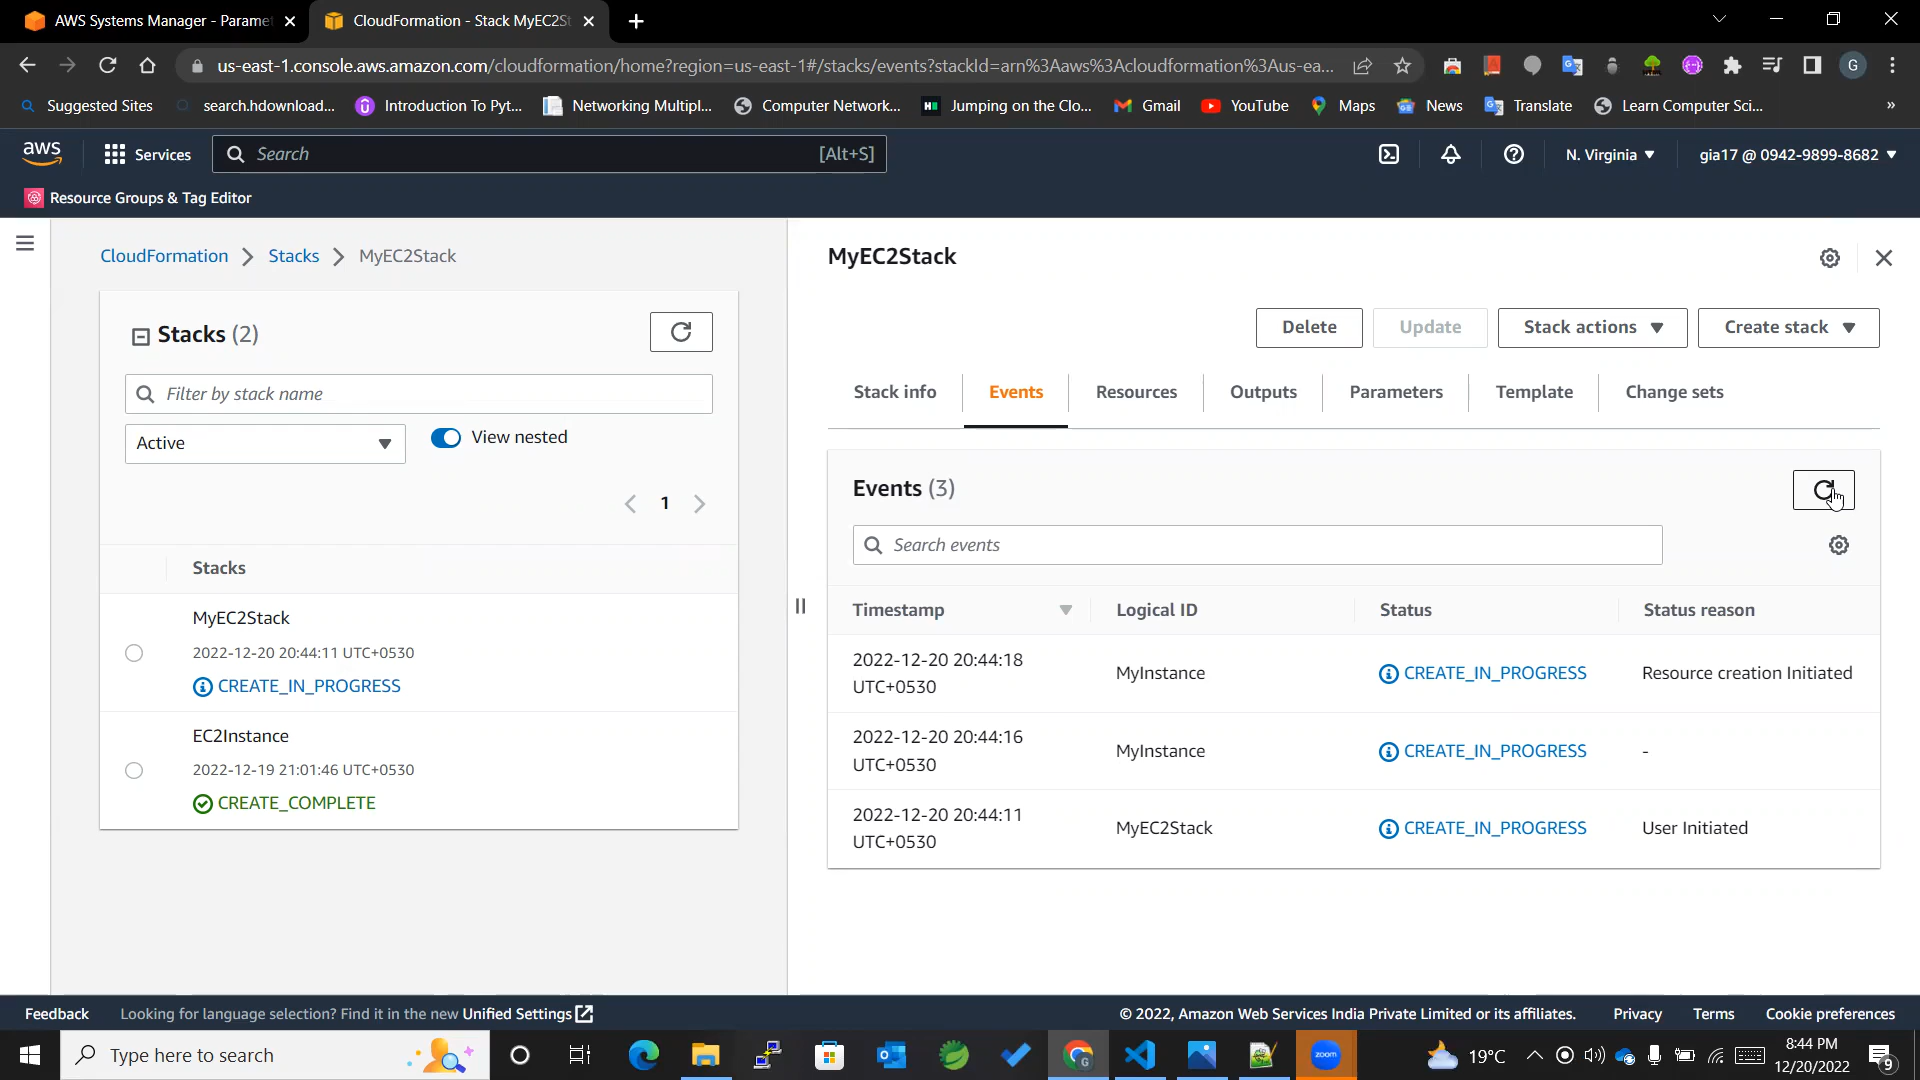 AWS Systems Manager - Parame
CloudFormation - Stack MyEC2St
us-east-1.console.aws.amazon.com/cloudformation/home?region=us-east-1#/stacks/events?stackId=arn%3Aaws%3Acloudformation%3Aus-ea...
G
Suggested Sites
search.hdownload...
Introduction To Pyt...
Networking Multipl...
Computer Network...
Jumping on the Clo...
Gmail
YouTube
Maps
News
Translate
Learn Computer Sci...
»
aws
Services
Search
[Alt+S]
N. Virginia
gia17 @ 0942-9899-8682
Resource Groups & Tag Editor
CloudFormation
Stacks
MyEC2Stack
Stacks (2)
Filter by stack name
Active
View nested
1
Stacks
MyEC2Stack
2022-12-20 20:44:11 UTC+0530
CREATE_IN_PROGRESS
EC2Instance
2022-12-19 21:01:46 UTC+0530
CREATE_COMPLETE
MyEC2Stack
Delete
Update
Stack actions
Create stack
Stack info
Events
Resources
Outputs
Parameters
Template
Change sets
Events (3)
Search events
Timestamp
Logical ID
Status
Status reason
2022-12-20 20:44:18
UTC+0530
MyInstance
CREATE_IN_PROGRESS
Resource creation Initiated
2022-12-20 20:44:16
UTC+0530
MyInstance
CREATE_IN_PROGRESS
-
2022-12-20 20:44:11
UTC+0530
MyEC2Stack
CREATE_IN_PROGRESS
User Initiated
Feedback
Looking for language selection? Find it in the new Unified Settings
© 2022, Amazon Web Services India Private Limited or its affiliates.
Privacy
Terms
Cookie preferences
Type here to search
zoom
19°C
8:44 PM
12/20/2022
9